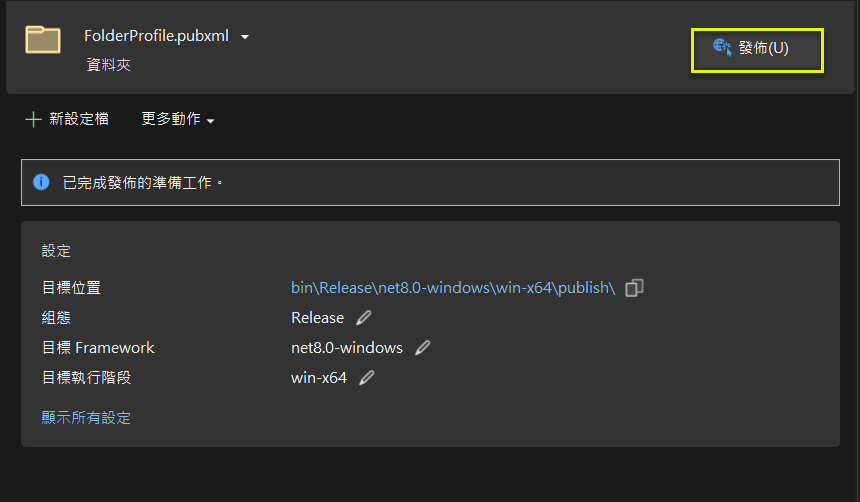 FolderProfile.pubxml
發佈(U)
資料夾
新設定檔 更多動作
已完成發佈的準備工作。
設定
目標位置 bin\Release\net8.0-windows\win-x64\publish\
組態 Release
目標 Framework net8.0-windows
目標執行階段 win-x64
顯示所有設定